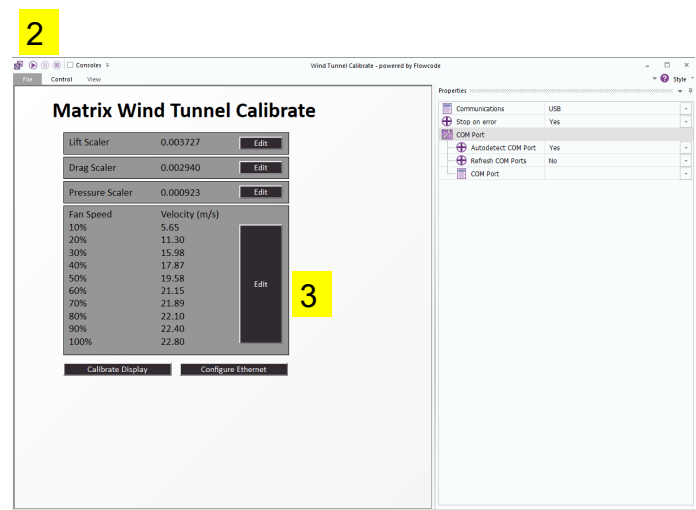 2
Consoles
Wind Tunnel Calibrate - powered by Flowcode
File Control View
Style
Properties
Matrix Wind Tunnel Calibrate
Lift Scaler 0.003727 Edit
Drag Scaler 0.002940 Edit
Pressure Scaler 0.000923 Edit
Fan Speed Velocity (m/s)
10% 5.65
20% 11.30
30% 15.98
40% 17.87
50% 19.58
60% 21.15
70% 21.89
80% 22.10
90% 22.40
100% 22.80
Edit
3
Calibrate Display Configure Ethernet
Communications USB
Stop on error Yes
COM Port
Autodetect COM Port Yes
Refresh COM Ports No
COM Port